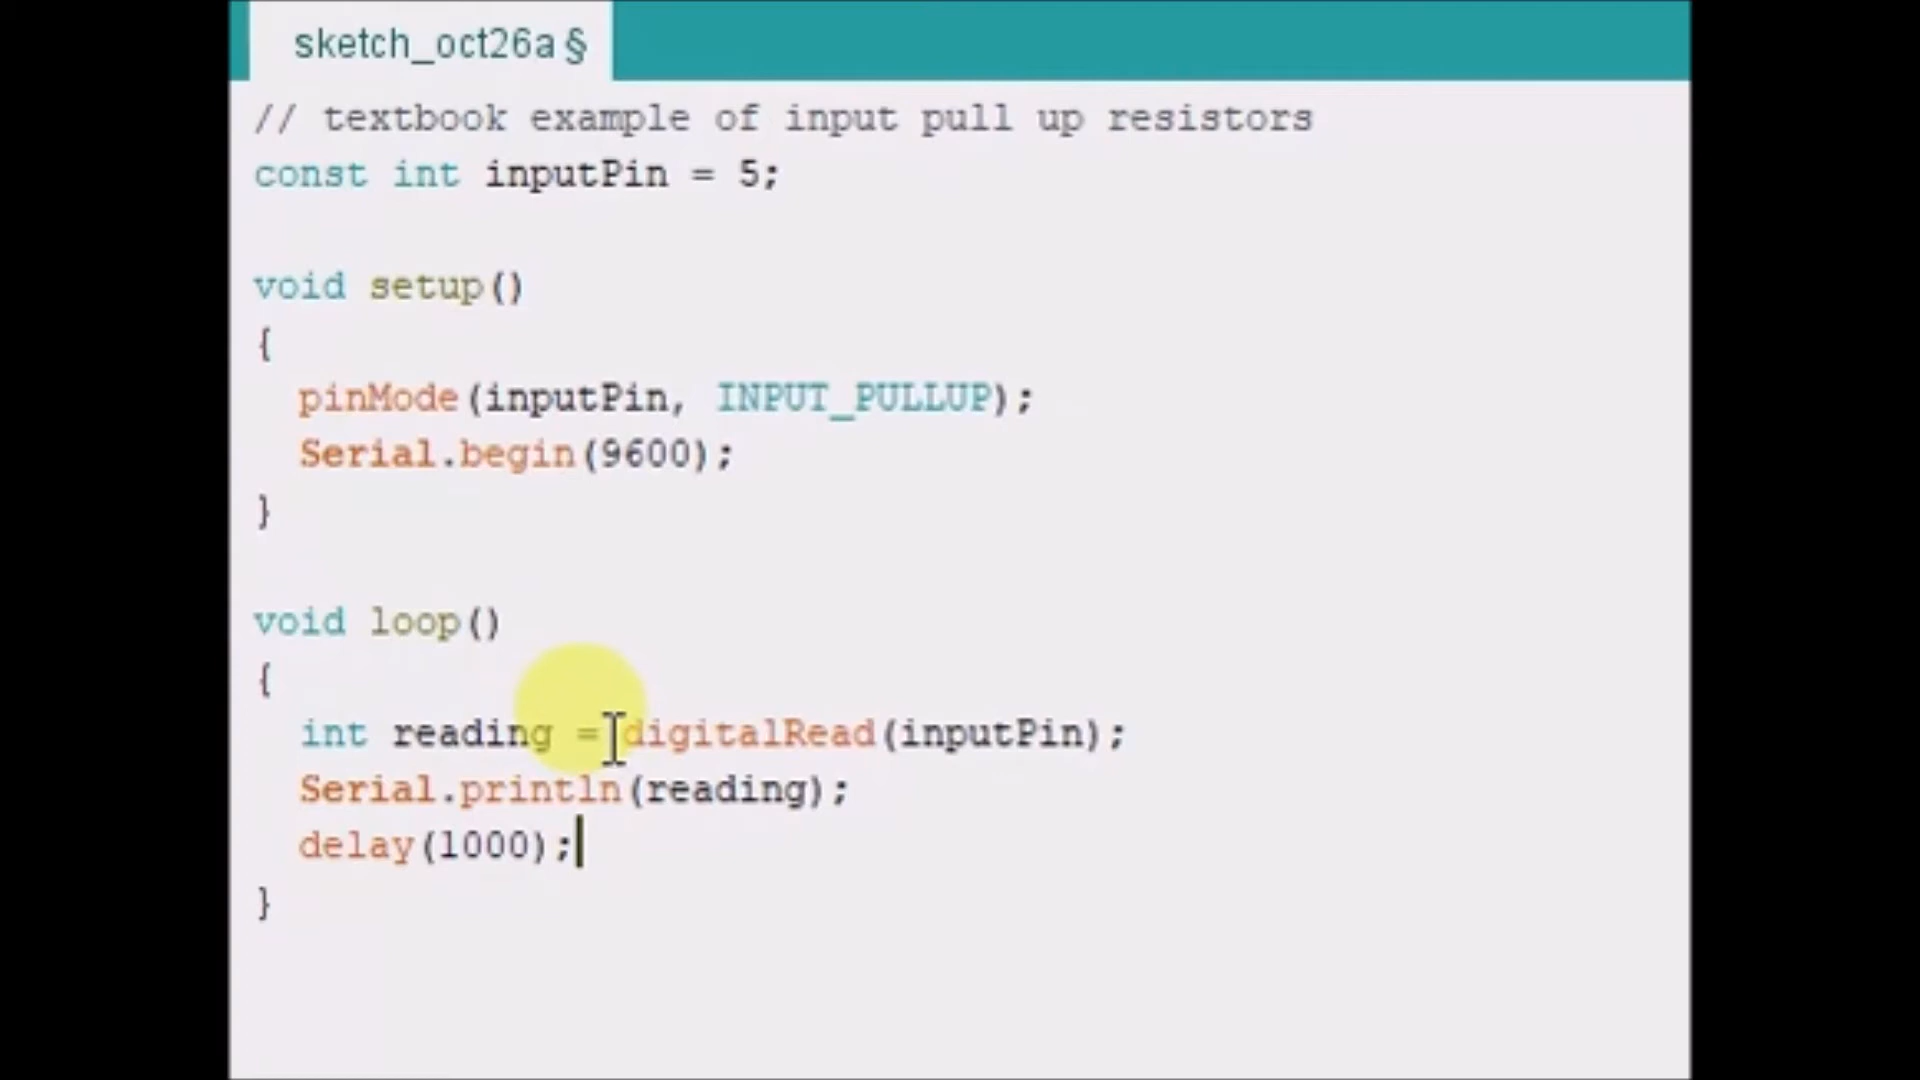 sketch_oct26a §
// textbook example of input pull up resistors
const int inputPin = 5;
void setup()
{
pinMode(inputPin, INPUT_PULLUP);
Serial.begin(9600);
}
void loop()
{
int reading = digitalRead(inputPin);
Serial.println(reading);
delay(1000);
}